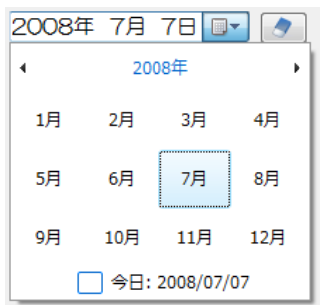 2008年 7月 7日
2008年
1月 2月 3月 4月
5月 6月 7月 8月
9月 10月 11月 12月
今日: 2008/07/07